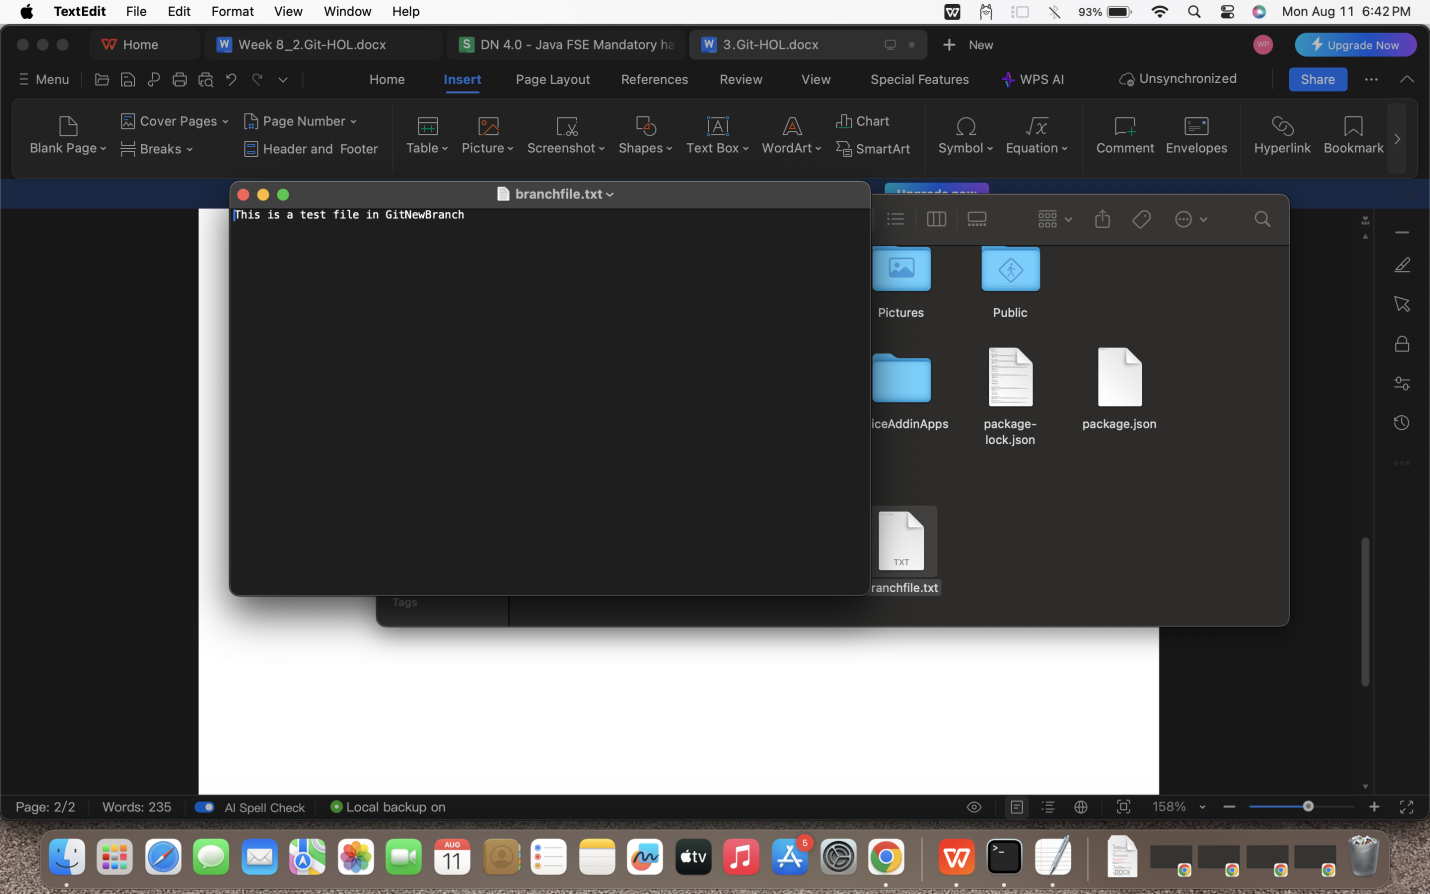 TextEdit File Edit Format View Window Help 93% Mon Aug 11 6:42 PM
Home Week 8_2.Git-HOL.docx DN 4.0 - Java FSE Mandatory ha 3.Git-HOL.docx New WP Upgrade Now
Menu Home Insert Page Layout References Review View Special Features WPS AI Unsynchronized Share
Cover Pages Page Number Chart
Blank Page Breaks Header and Footer Table Picture Screenshot Shapes Text Box WordArt SmartArt Symbol Equation Comment Envelopes Hyperlink Bookmark
branchfile.txt
Upgrade now
This is a test file in GitNewBranch
Pictures Public
iceAddinApps package-lock.json package.json
TXT
ranchfile.txt
Tags
Page: 2/2 Words: 235 AI Spell Check Local backup on 158%
AUG
11
tv
5
DOCX